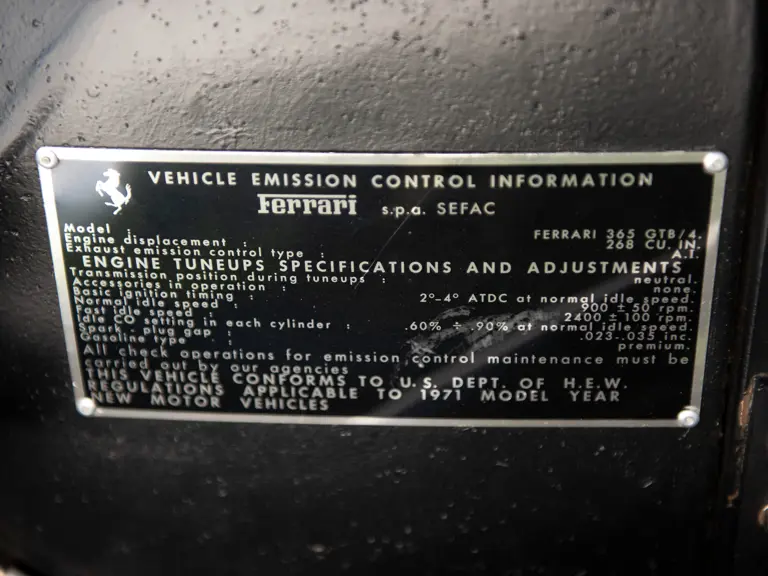 VEHICLE EMISSION CONTROL INFORMATION
Ferrari s.p.a. SEFAC
Model : FERRARI 365 GTB/4.
Engine displacement : 268 CU. IN.
Exhaust emission control type : A.T.
ENGINE TUNEUPS SPECIFICATIONS AND ADJUSTMENTS
Transmission position during tuneups : neutral.
Accessories in operation : none.
Basic ignition timing : 2°-4° ATDC at normal idle speed.
Normal idle speed : 900 ± 50 rpm.
Fast idle speed : 2400 ± 100 rpm.
Idle CO setting in each cylinder : .60% ÷ .90% at normal idle speed.
Spark . plug gap : .023-.035 inc.
Gasoline type : premium.
All check operations for emission control maintenance must be
carried out by our agencies
THIS VEHICLE CONFORMS TO U.S. DEPT. OF H.E.W.
REGULATIONS APPLICABLE TO 1971 MODEL YEAR
NEW MOTOR VEHICLES